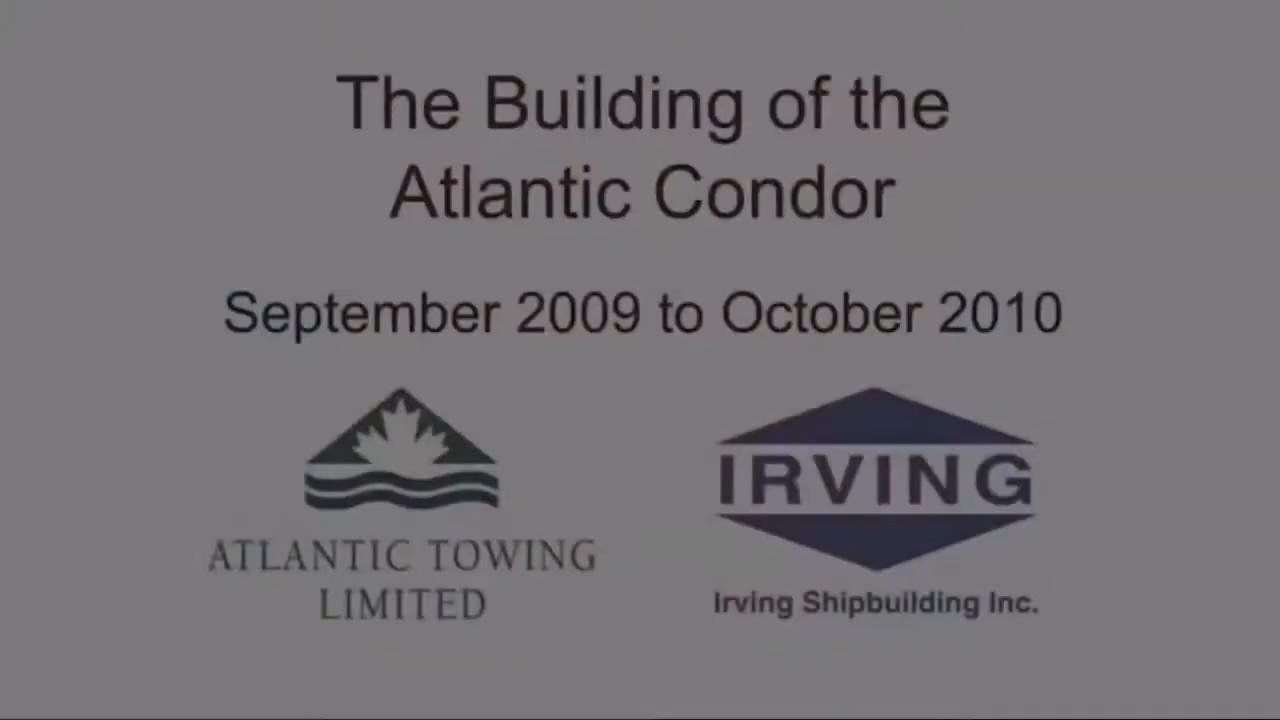 The Building of the
Atlantic Condor
September 2009 to October 2010
ATLANTIC TOWING
LIMITED
IRVING
Irving Shipbuilding Inc.